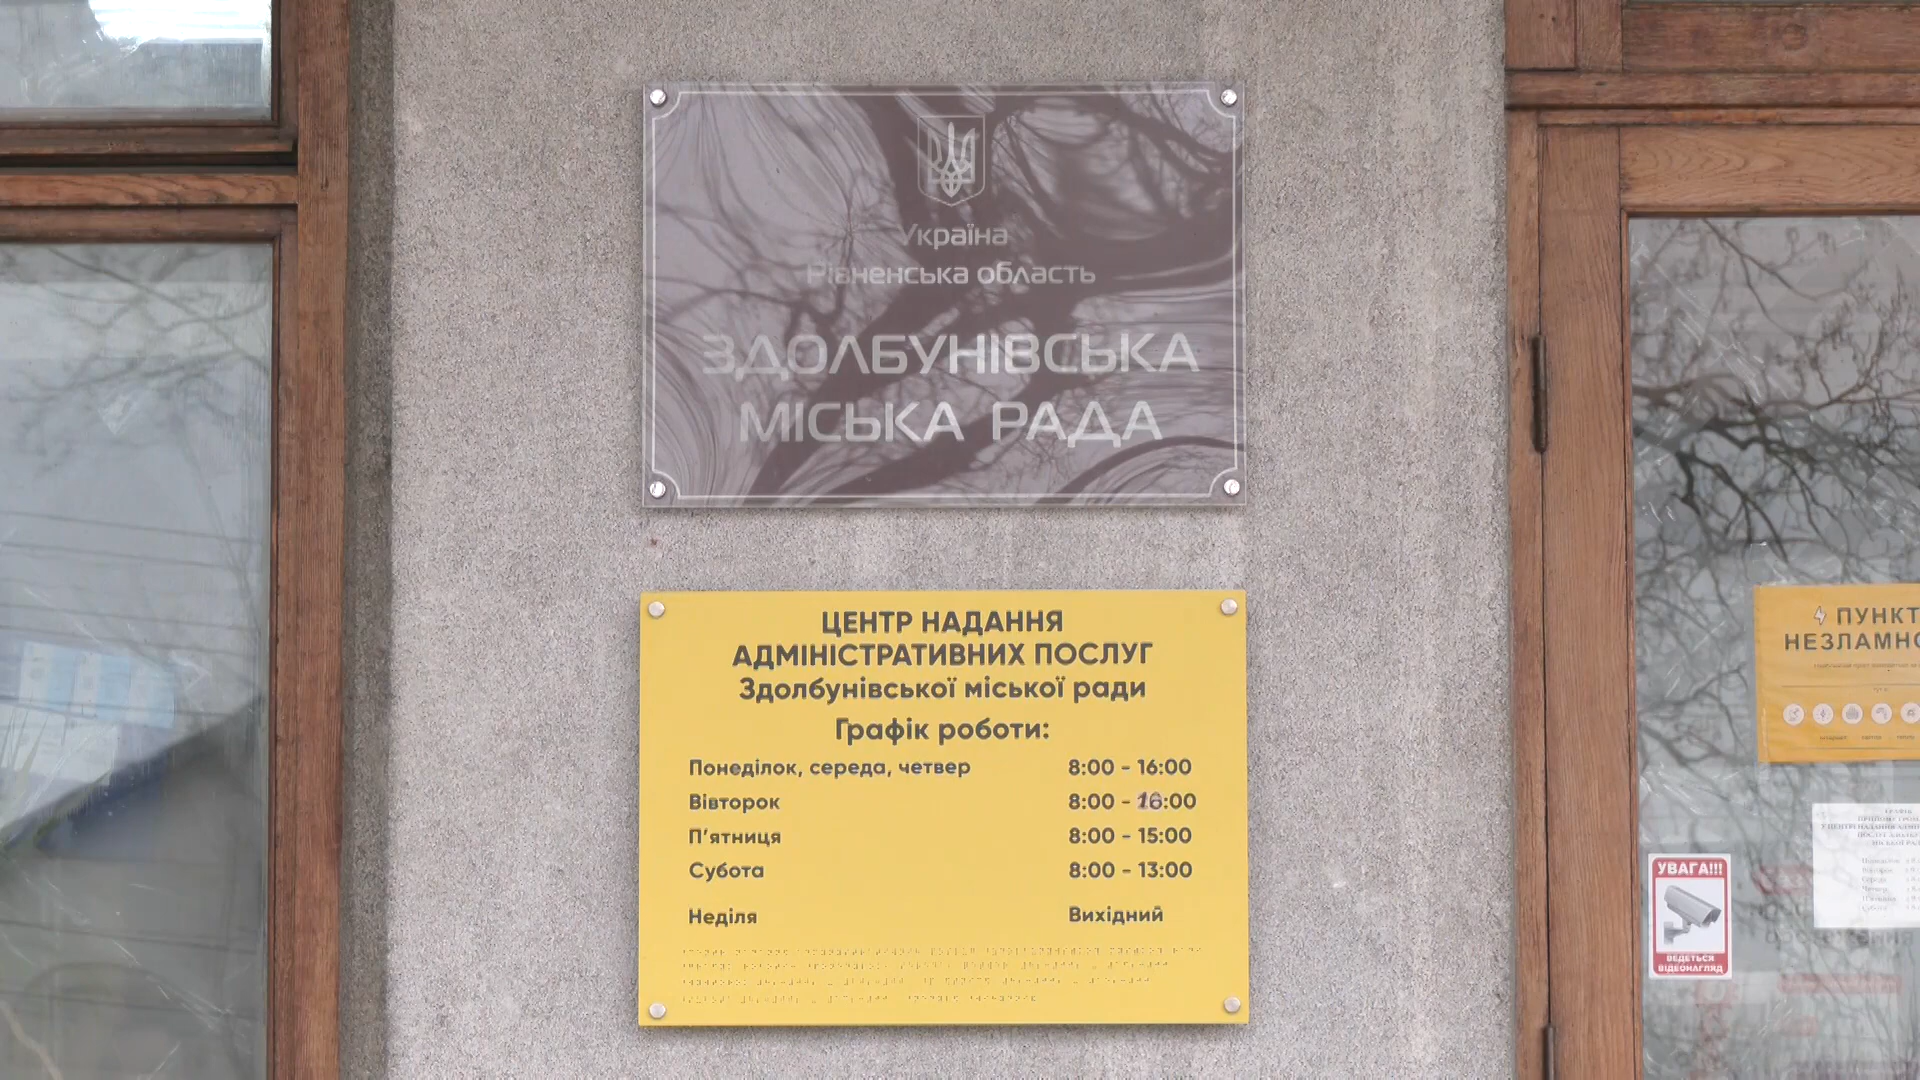 Україна
Рівненська область
ЗДОЛБУНІВСЬКА
МІСЬКА РАДА
ЦЕНТР НАДАННЯ
АДМІНІСТРАТИВНИХ ПОСЛУГ
Здолбунівської міської ради
Графік роботи:
Понеділок, середа, четвер 8:00 - 16:00
Вівторок 8:00 - :00
П'ятниця 8:00 - 15:00
Субота 8:00 - 13:00
Неділя Вихідний
ПУНКТ
НЕЗЛАМНО
УВАГА!!!
ВЕДЕТЬСЯ
ВІДЕОНАГЛЯД